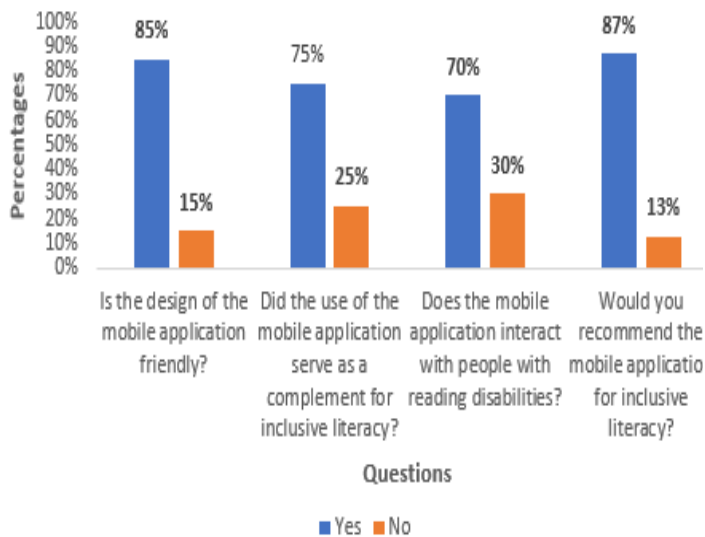 100%
90%
80%
70%
60%
50%
40%
30%
20%
10%
0%
Percentages
85%
15%
75%
25%
70%
30%
87%
13%
Is the design of the
mobile application
friendly?
Did the use of the
mobile application
serve as a
complement for
inclusive literacy?
Does the mobile
application interact
with people with
reading disabilities?
Would you
recommend the
mobile applicatio
for inclusive
literacy?
Questions
Yes No